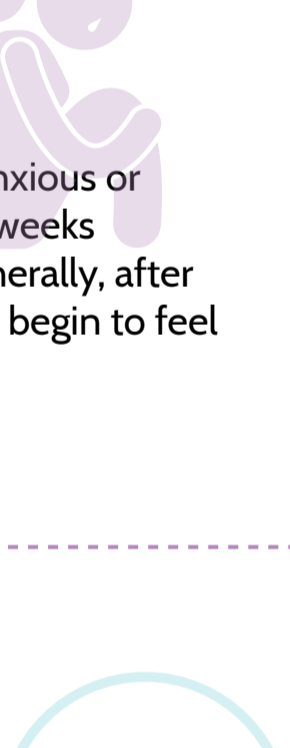 nxious or
weeks
nerally, after
begin to feel